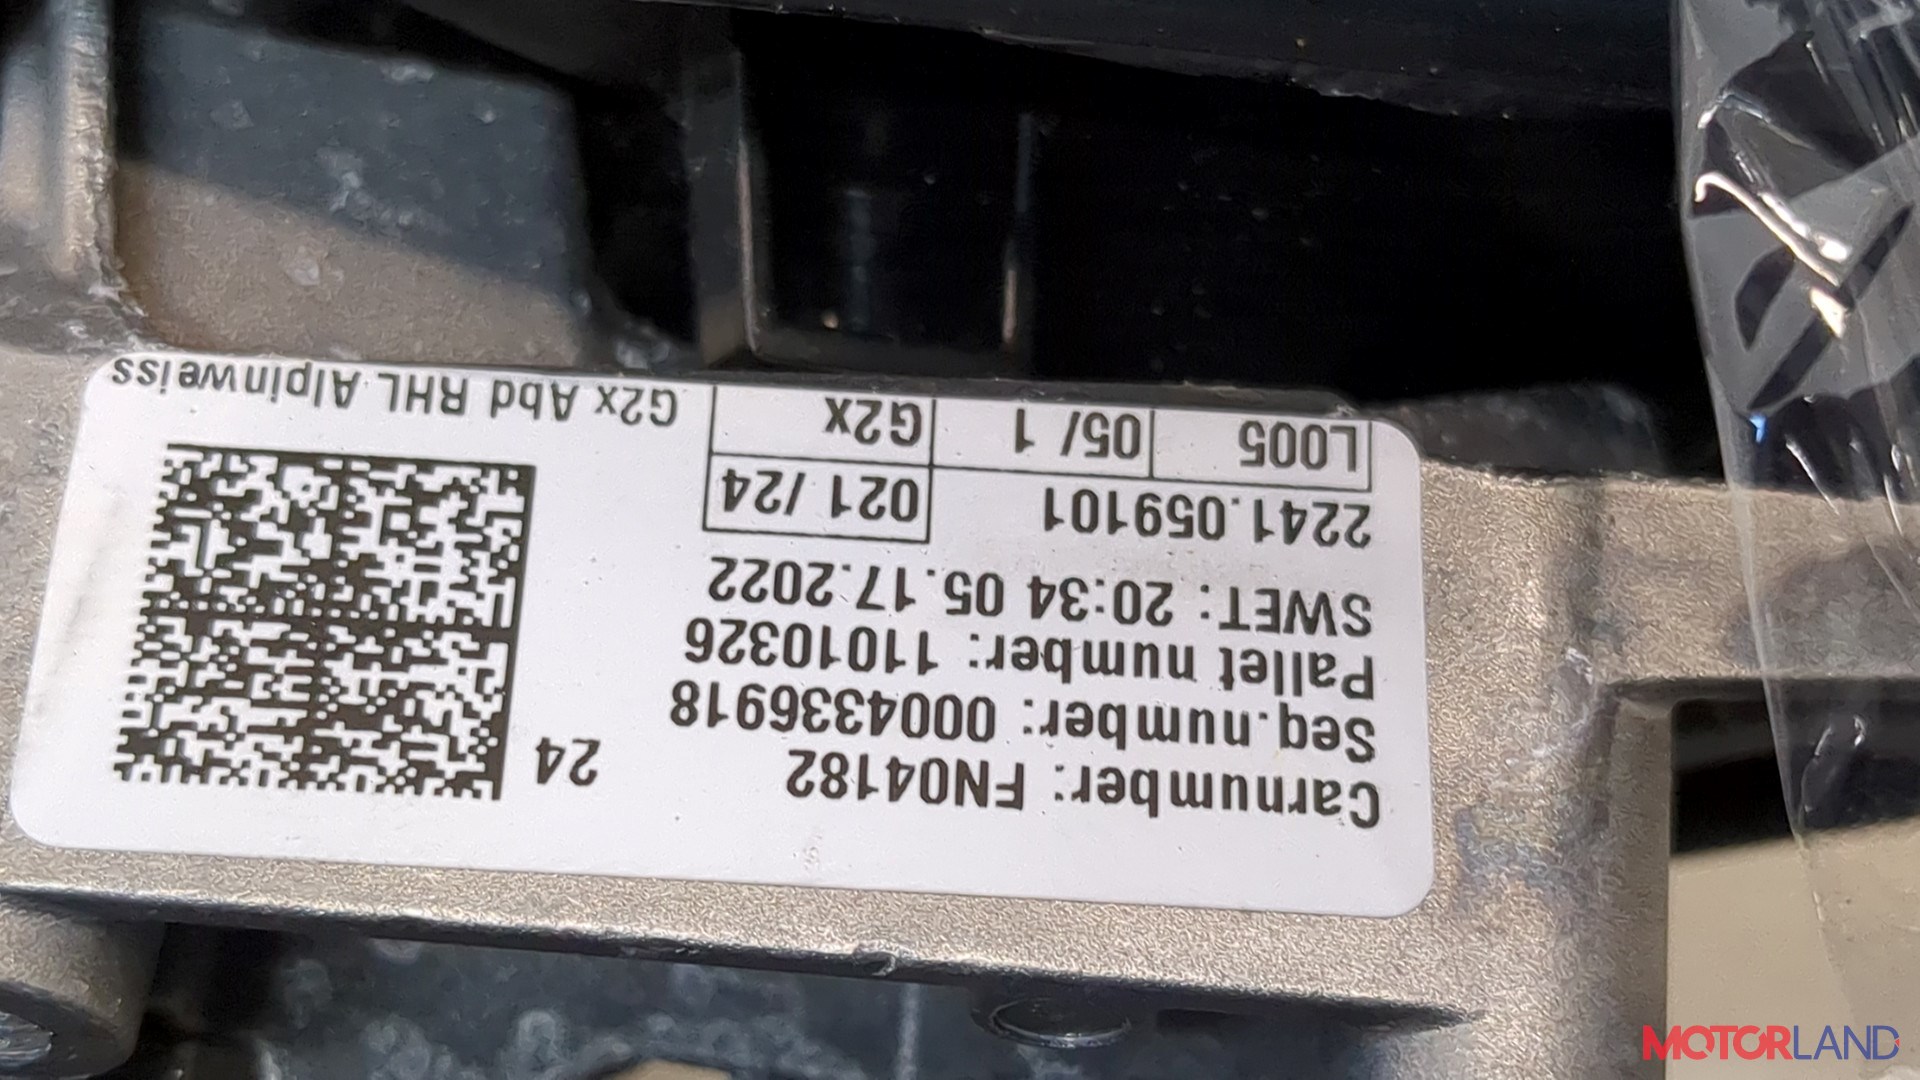 Carnumber: FN04182
Seq.number: 0004336918
Pallet number: 11010326
SWET: 20:34 05.17.2022
2241.059101
021 /24
L005
05/ 1
G2X
24
G2x Abd RHL Alpinweiss
MOTORLAND